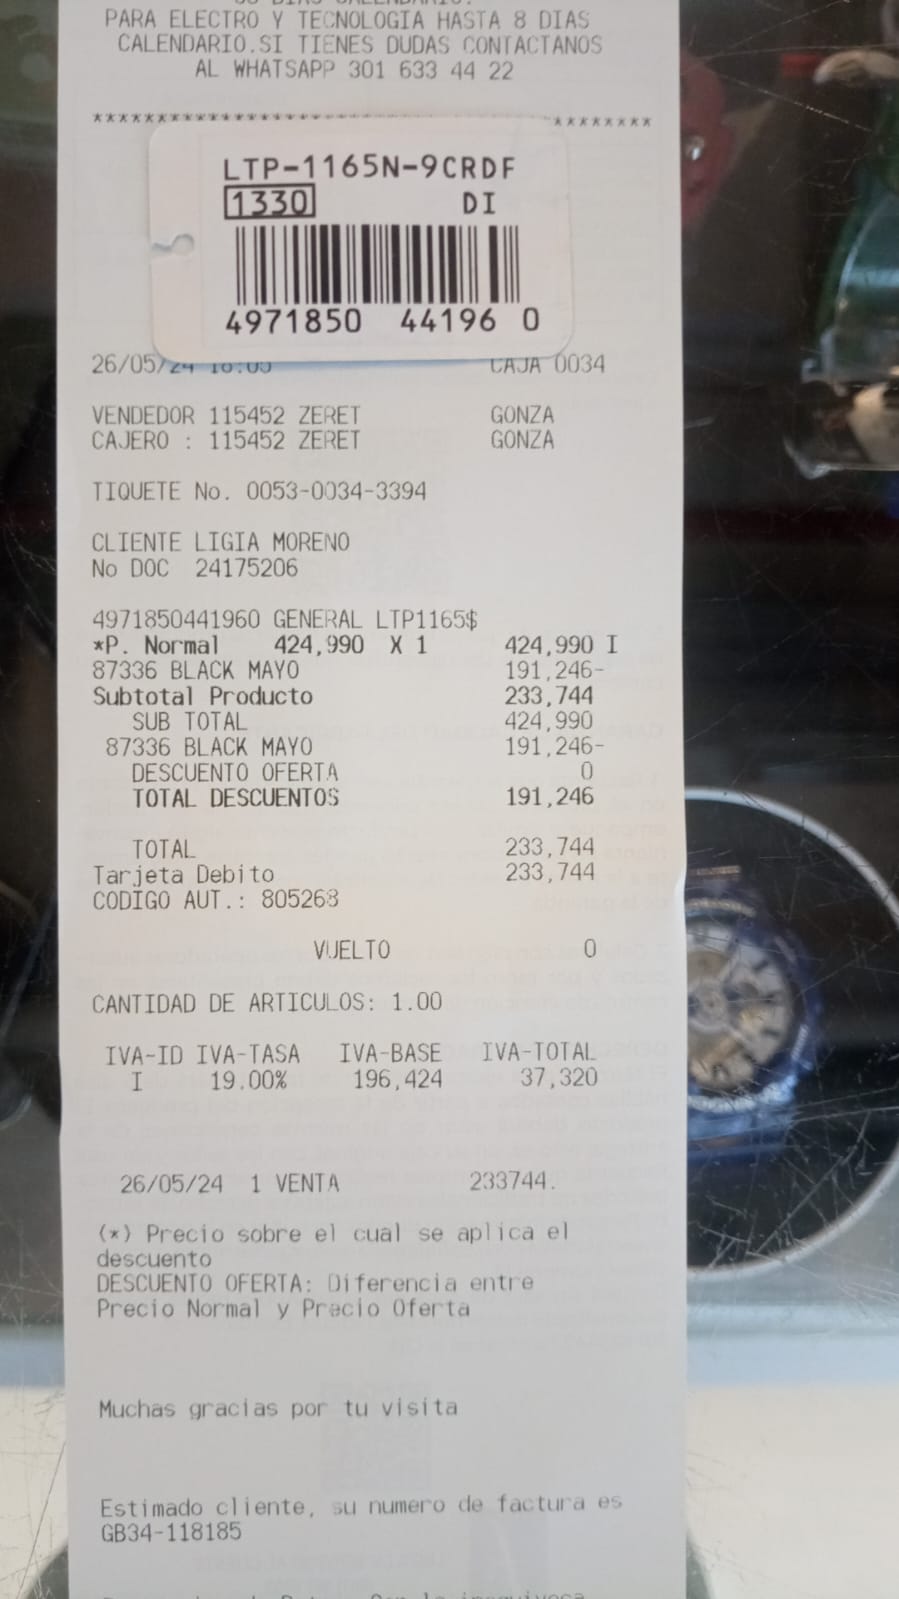 PARA ELECTRO Y TECNOLOGIA HASTA 8 DIAS
CALENDARIO.SI TIENES DUDAS CONTACTANOS
AL WHATSAPP 301 633 44 22
LTP-1165N-9CRDF
1330 DI
4971850 44196 0
26/05/24 CAJA 0034
VENDEDOR 115452 ZERET GONZA
CAJERO : 115452 ZERET GONZA
TIQUETE No. 0053-0034-3394
CLIENTE LIGIA MORENO
No DOC 24175206
4971850441960 GENERAL LTP1165$
*P. Normal 424,990 X 1 424,990 I
87336 BLACK MAYO 191,246-
Subtotal Producto 233,744
SUB TOTAL 424,990
87336 BLACK MAYO 191,246-
DESCUENTO OFERTA 0
TOTAL DESCUENTOS 191,246
TOTAL 233,744
Tarjeta Debito 233,744
CODIGO AUT.: 805268
VUELTO 0
CANTIDAD DE ARTICULOS: 1.00
IVA-ID IVA-TASA IVA-BASE IVA-TOTAL
I 19.00% 196,424 37,320
26/05/24 1 VENTA 233744.
(*) Precio sobre el cual se aplica el
descuento
DESCUENTO OFERTA: Diferencia entre
Precio Normal y Precio Oferta
Muchas gracias por tu visita
Estimado cliente, su numero de factura es
GB34-118185